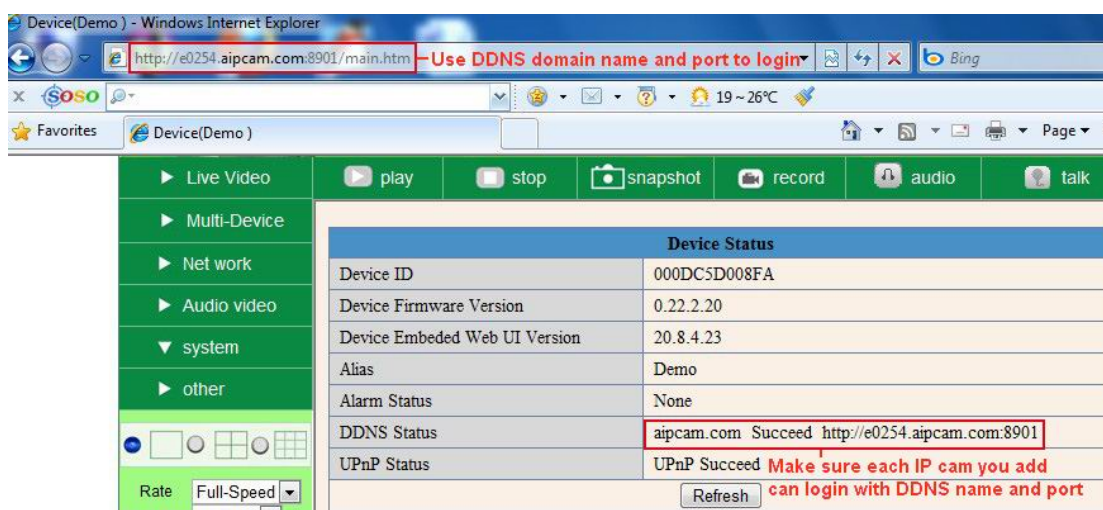 Device(Demo ) - Windows Internet Explorer
http://e0254.aipcam.com:8901/main.htm Use DDNS domain name and port to login Bing
x Soso 19~26℃
Favorites Device(Demo ) Page
Live Video play stop snapshot record audio talk
Multi-Device
Device Status
Net work
Device ID 000DC5D008FA
Audio video
Device Firmware Version 0.22.2.20
Device Embeded Web UI Version 20.8.4.23
system
Alias Demo
other
Alarm Status None
DDNS Status aipcam.com Succeed http://e0254.aipcam.com:8901
UPnP Status UPnP Succeed Make sure each IP cam you add
Rate Full-Speed Refresh can login with DDNS name and port